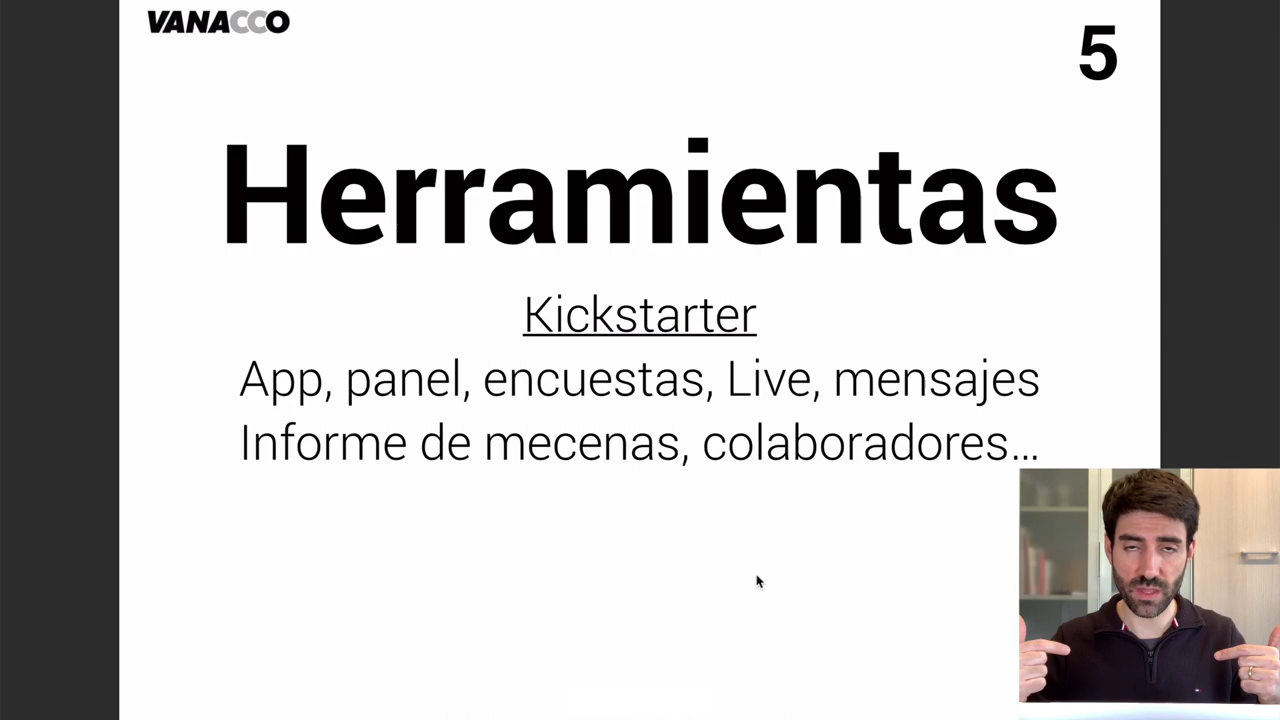 VANACCO
5
Herramientas
Kickstarter
App, panel, encuestas, Live, mensajes
Informe de mecenas, colaboradores...